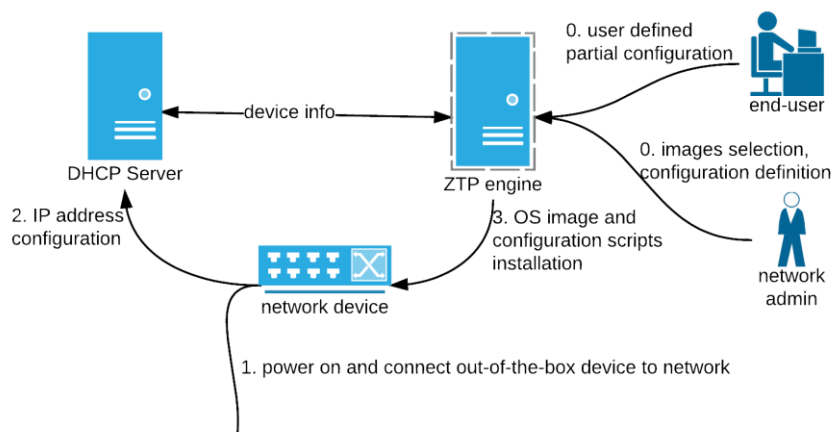 0. user defined
partial configuration
end-user
device info
DHCP Server
ZTP engine
0. images selection,
configuration definition
2. IP address
configuration
3. OS image and
configuration scripts
installation
network
admin
network device
1. power on and connect out-of-the-box device to network